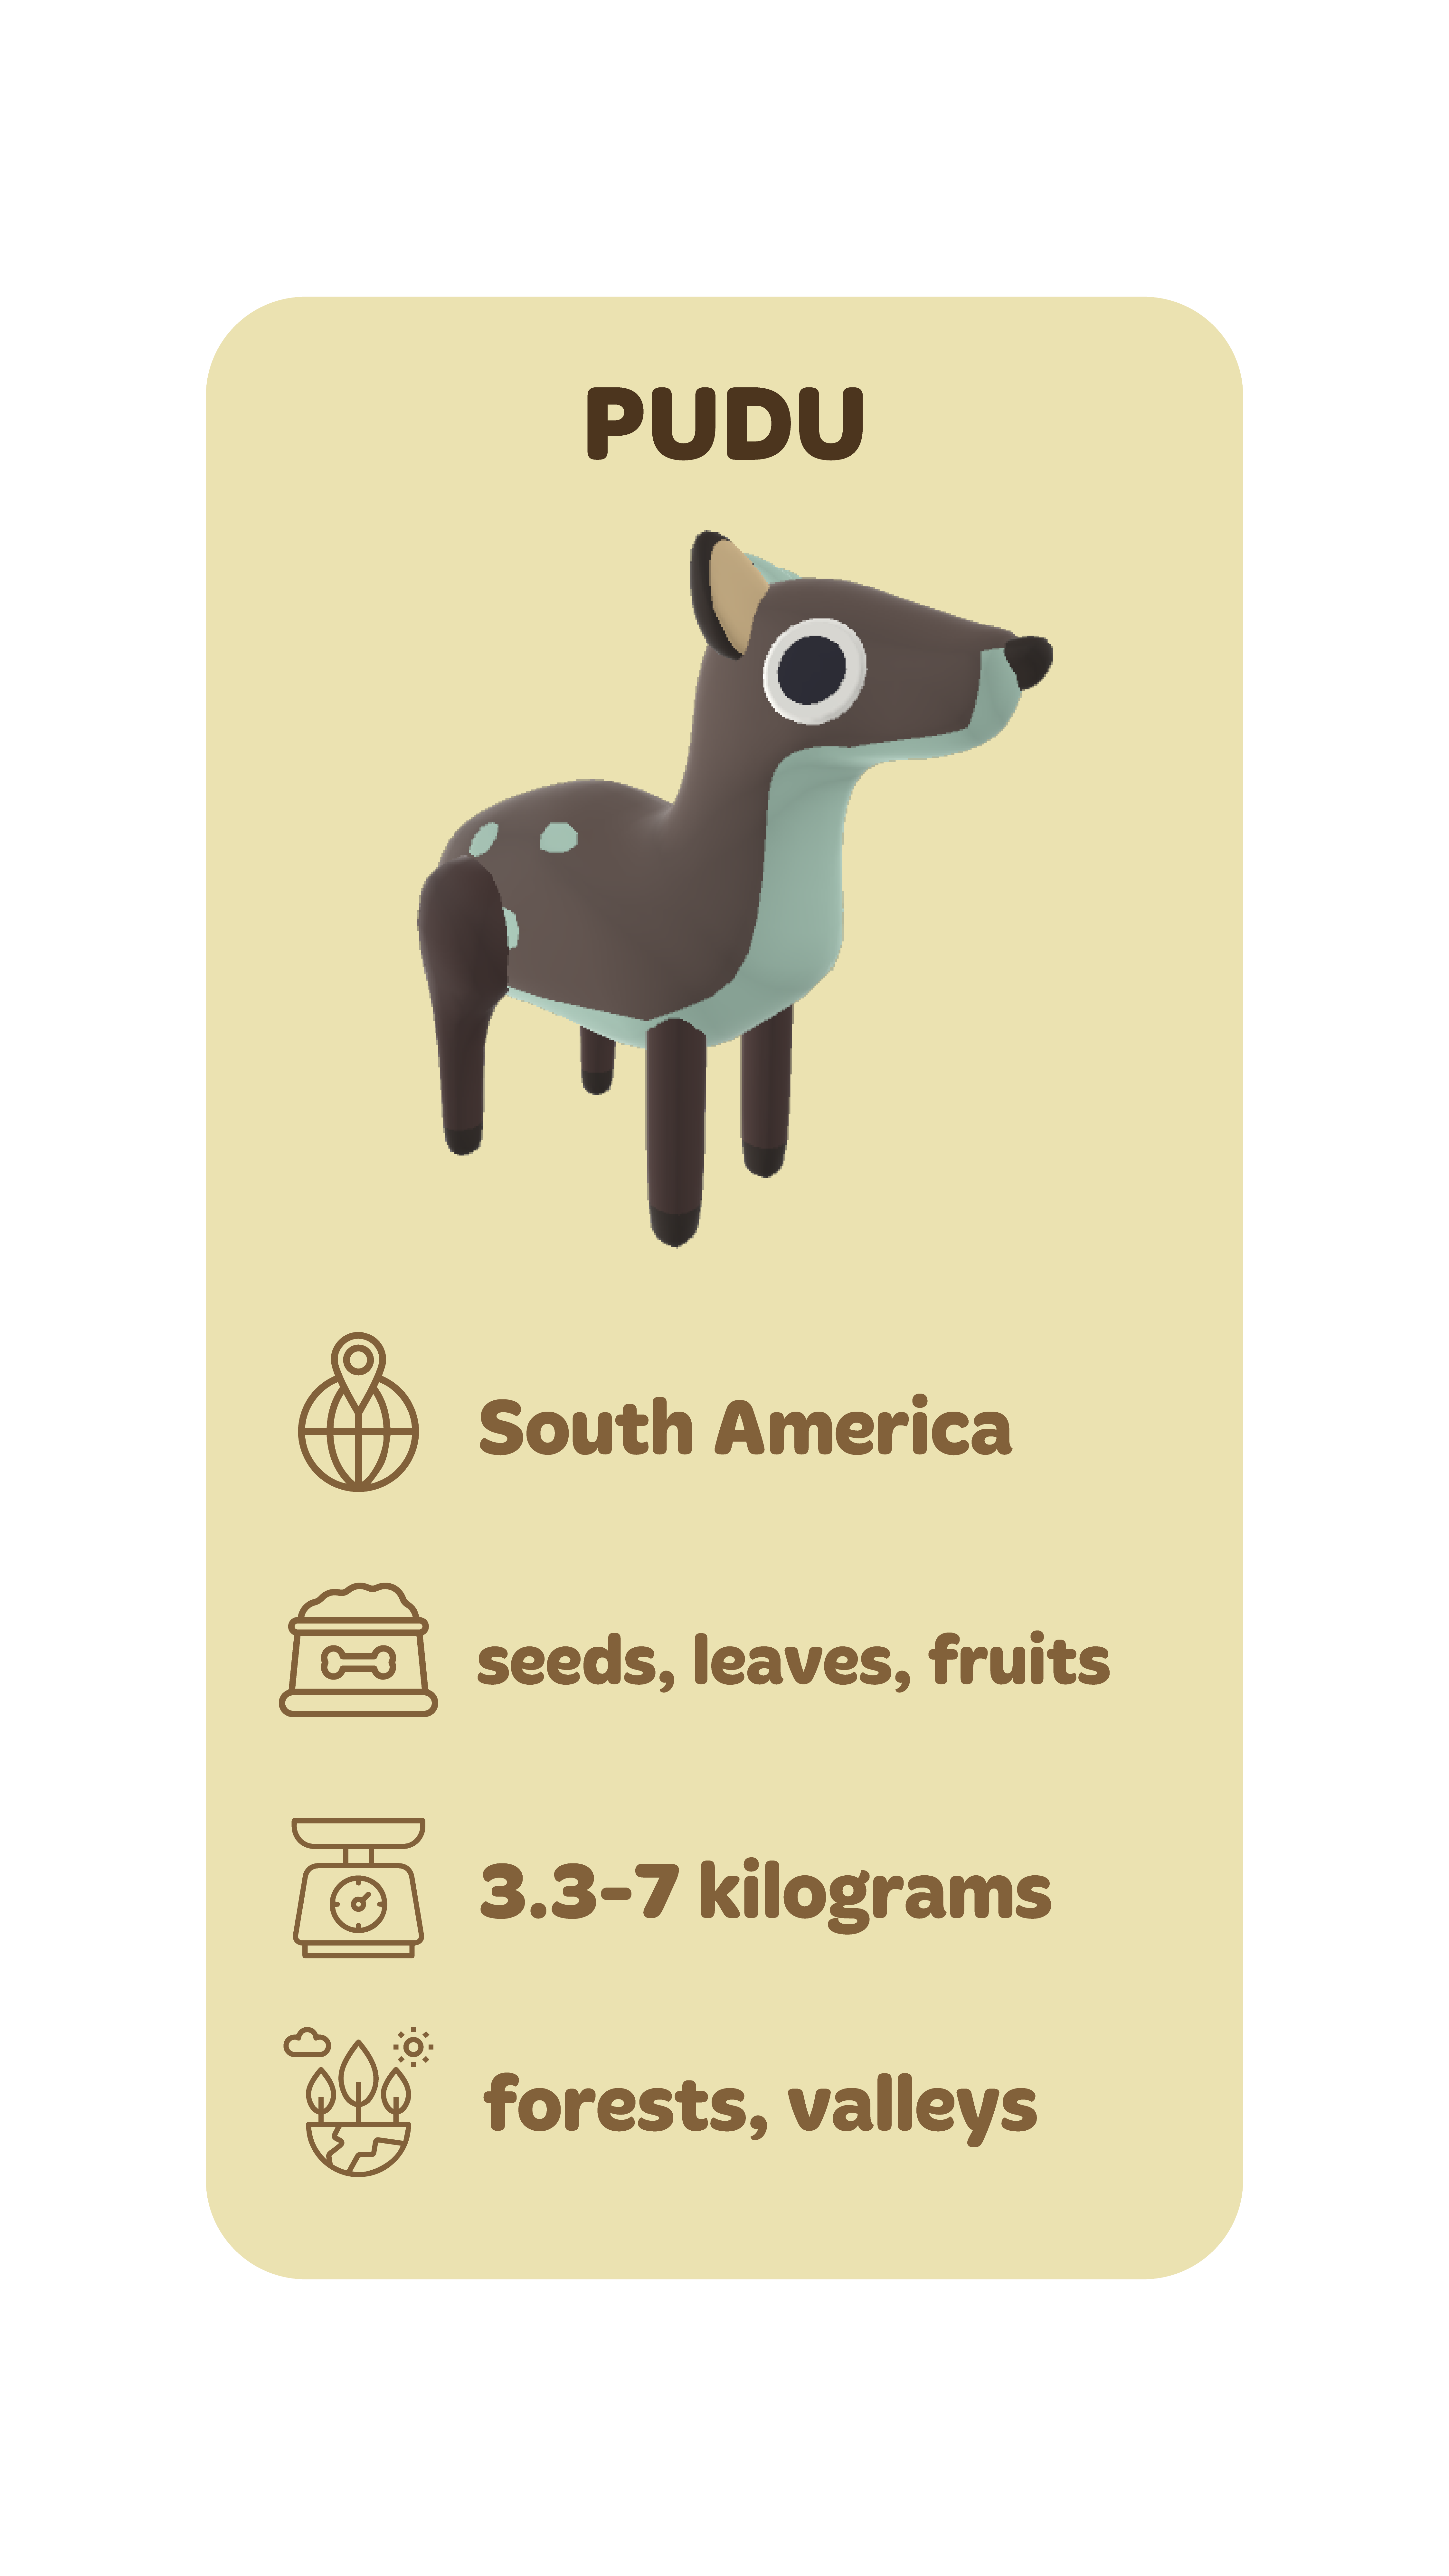 PUDU
South America
seeds, leaves, fruits
3.3-7 kilograms
forests, valleys